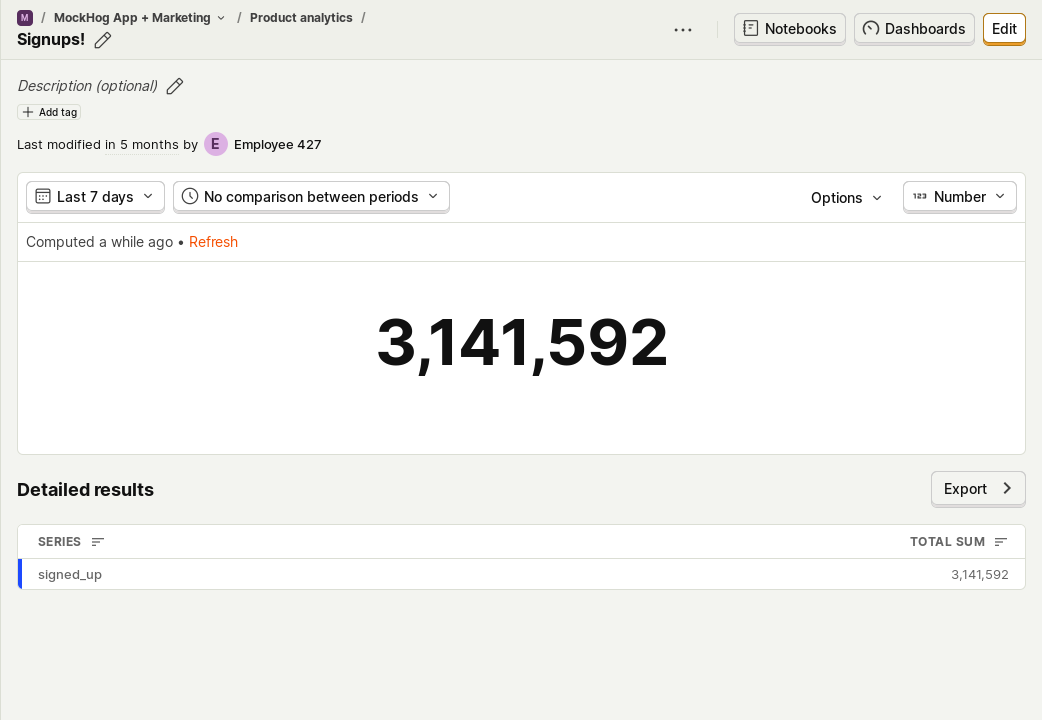 M / MockHog App + Marketing / Product analytics /
Signups!
Notebooks
Dashboards
Edit
Description (optional)
Add tag
Last modified in 5 months by E Employee 427
Last 7 days
No comparison between periods
Options
123 Number
Computed a while ago • Refresh
3,141,592
Detailed results
Export
SERIES
TOTAL SUM
signed_up
3,141,592